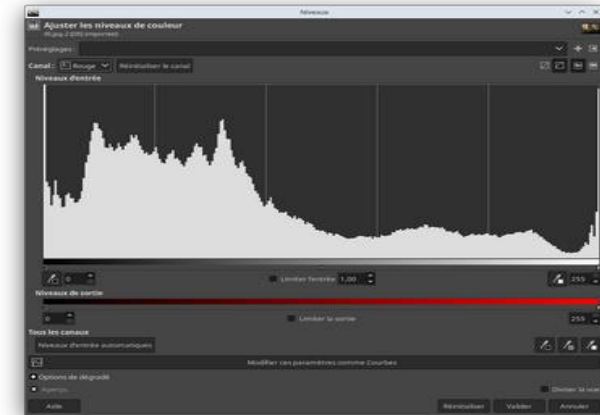 Niveaux
Ajuster les niveaux de couleur
Préréglages :
Canal : Rouge Réinitialiser le canal
Niveaux d'entrée
0 Limiter l'entrée 1,00 255
Niveaux de sortie
0 Limiter la sortie 255
Tous les canaux
Niveaux d'entrée automatiques
Modifier ces paramètres comme Courbes
Options de dégradé
Aperçu Diviser la vue
Aide Réinitialiser Valider Annuler